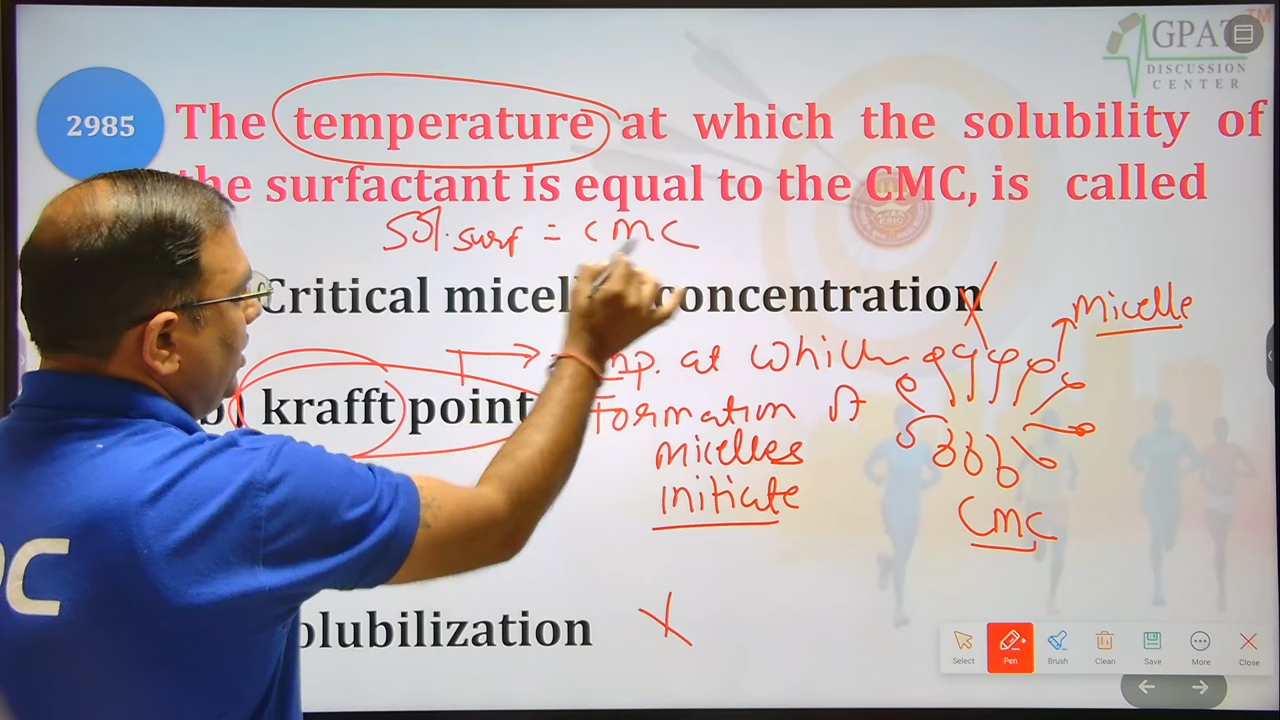 GPAT
DISCUSSION
CENTER
2985
The temperature at which the solubility of
the surfactant is equal to the CMC, is called
Sol. surf = CMC
Critical micelle concentration
Micelle
krafft point
Temp. at which
Formation of
micelles
initiate
CMC
olubilization
Select
Pen
Brush
Clean
Save
More
Close